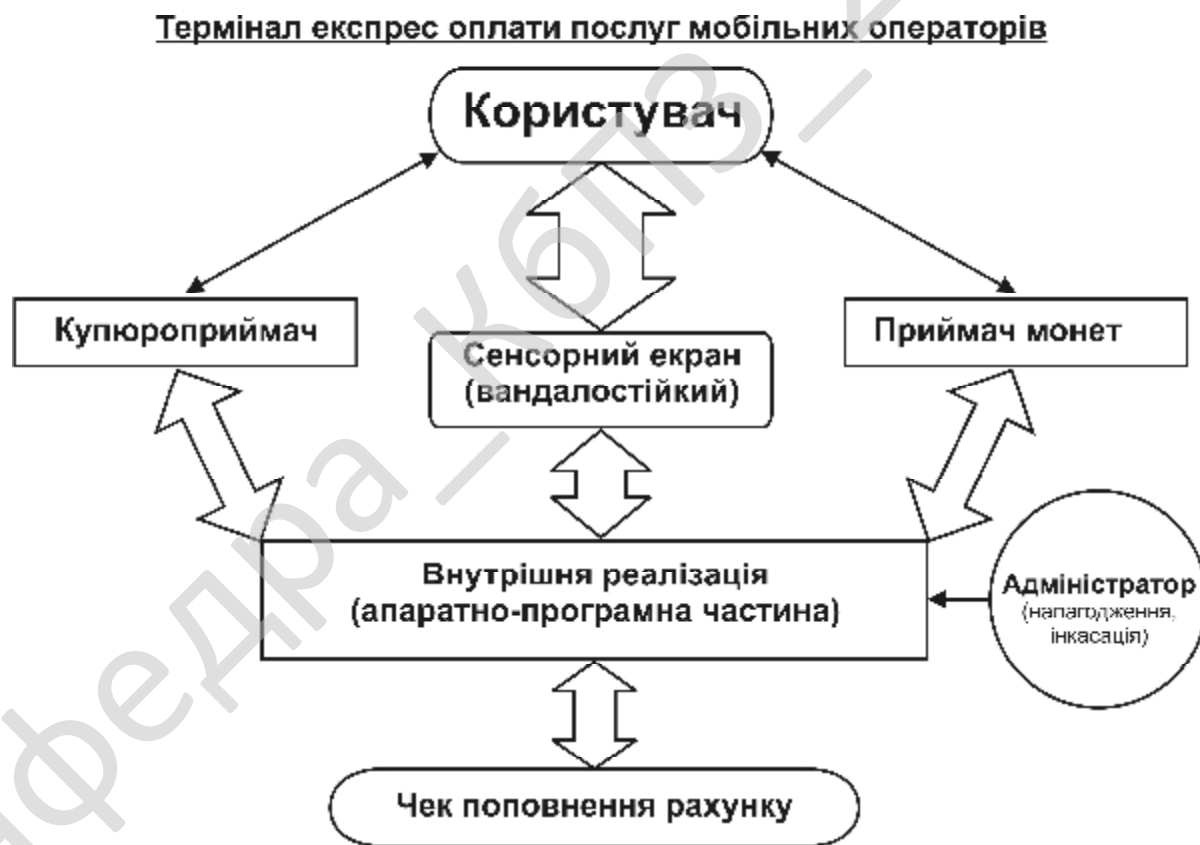 Термінал експрес оплати послуг мобільних операторів
Користувач
Купюроприймач
Приймач монет
Сенсорний екран
(вандалостійкий)
Внутрішня реалізація
(апаратно-програмна частина)
Адміністратор
(налагодження,
інкасація)
Чек поповнення рахунку
федра_КбПЗ_2